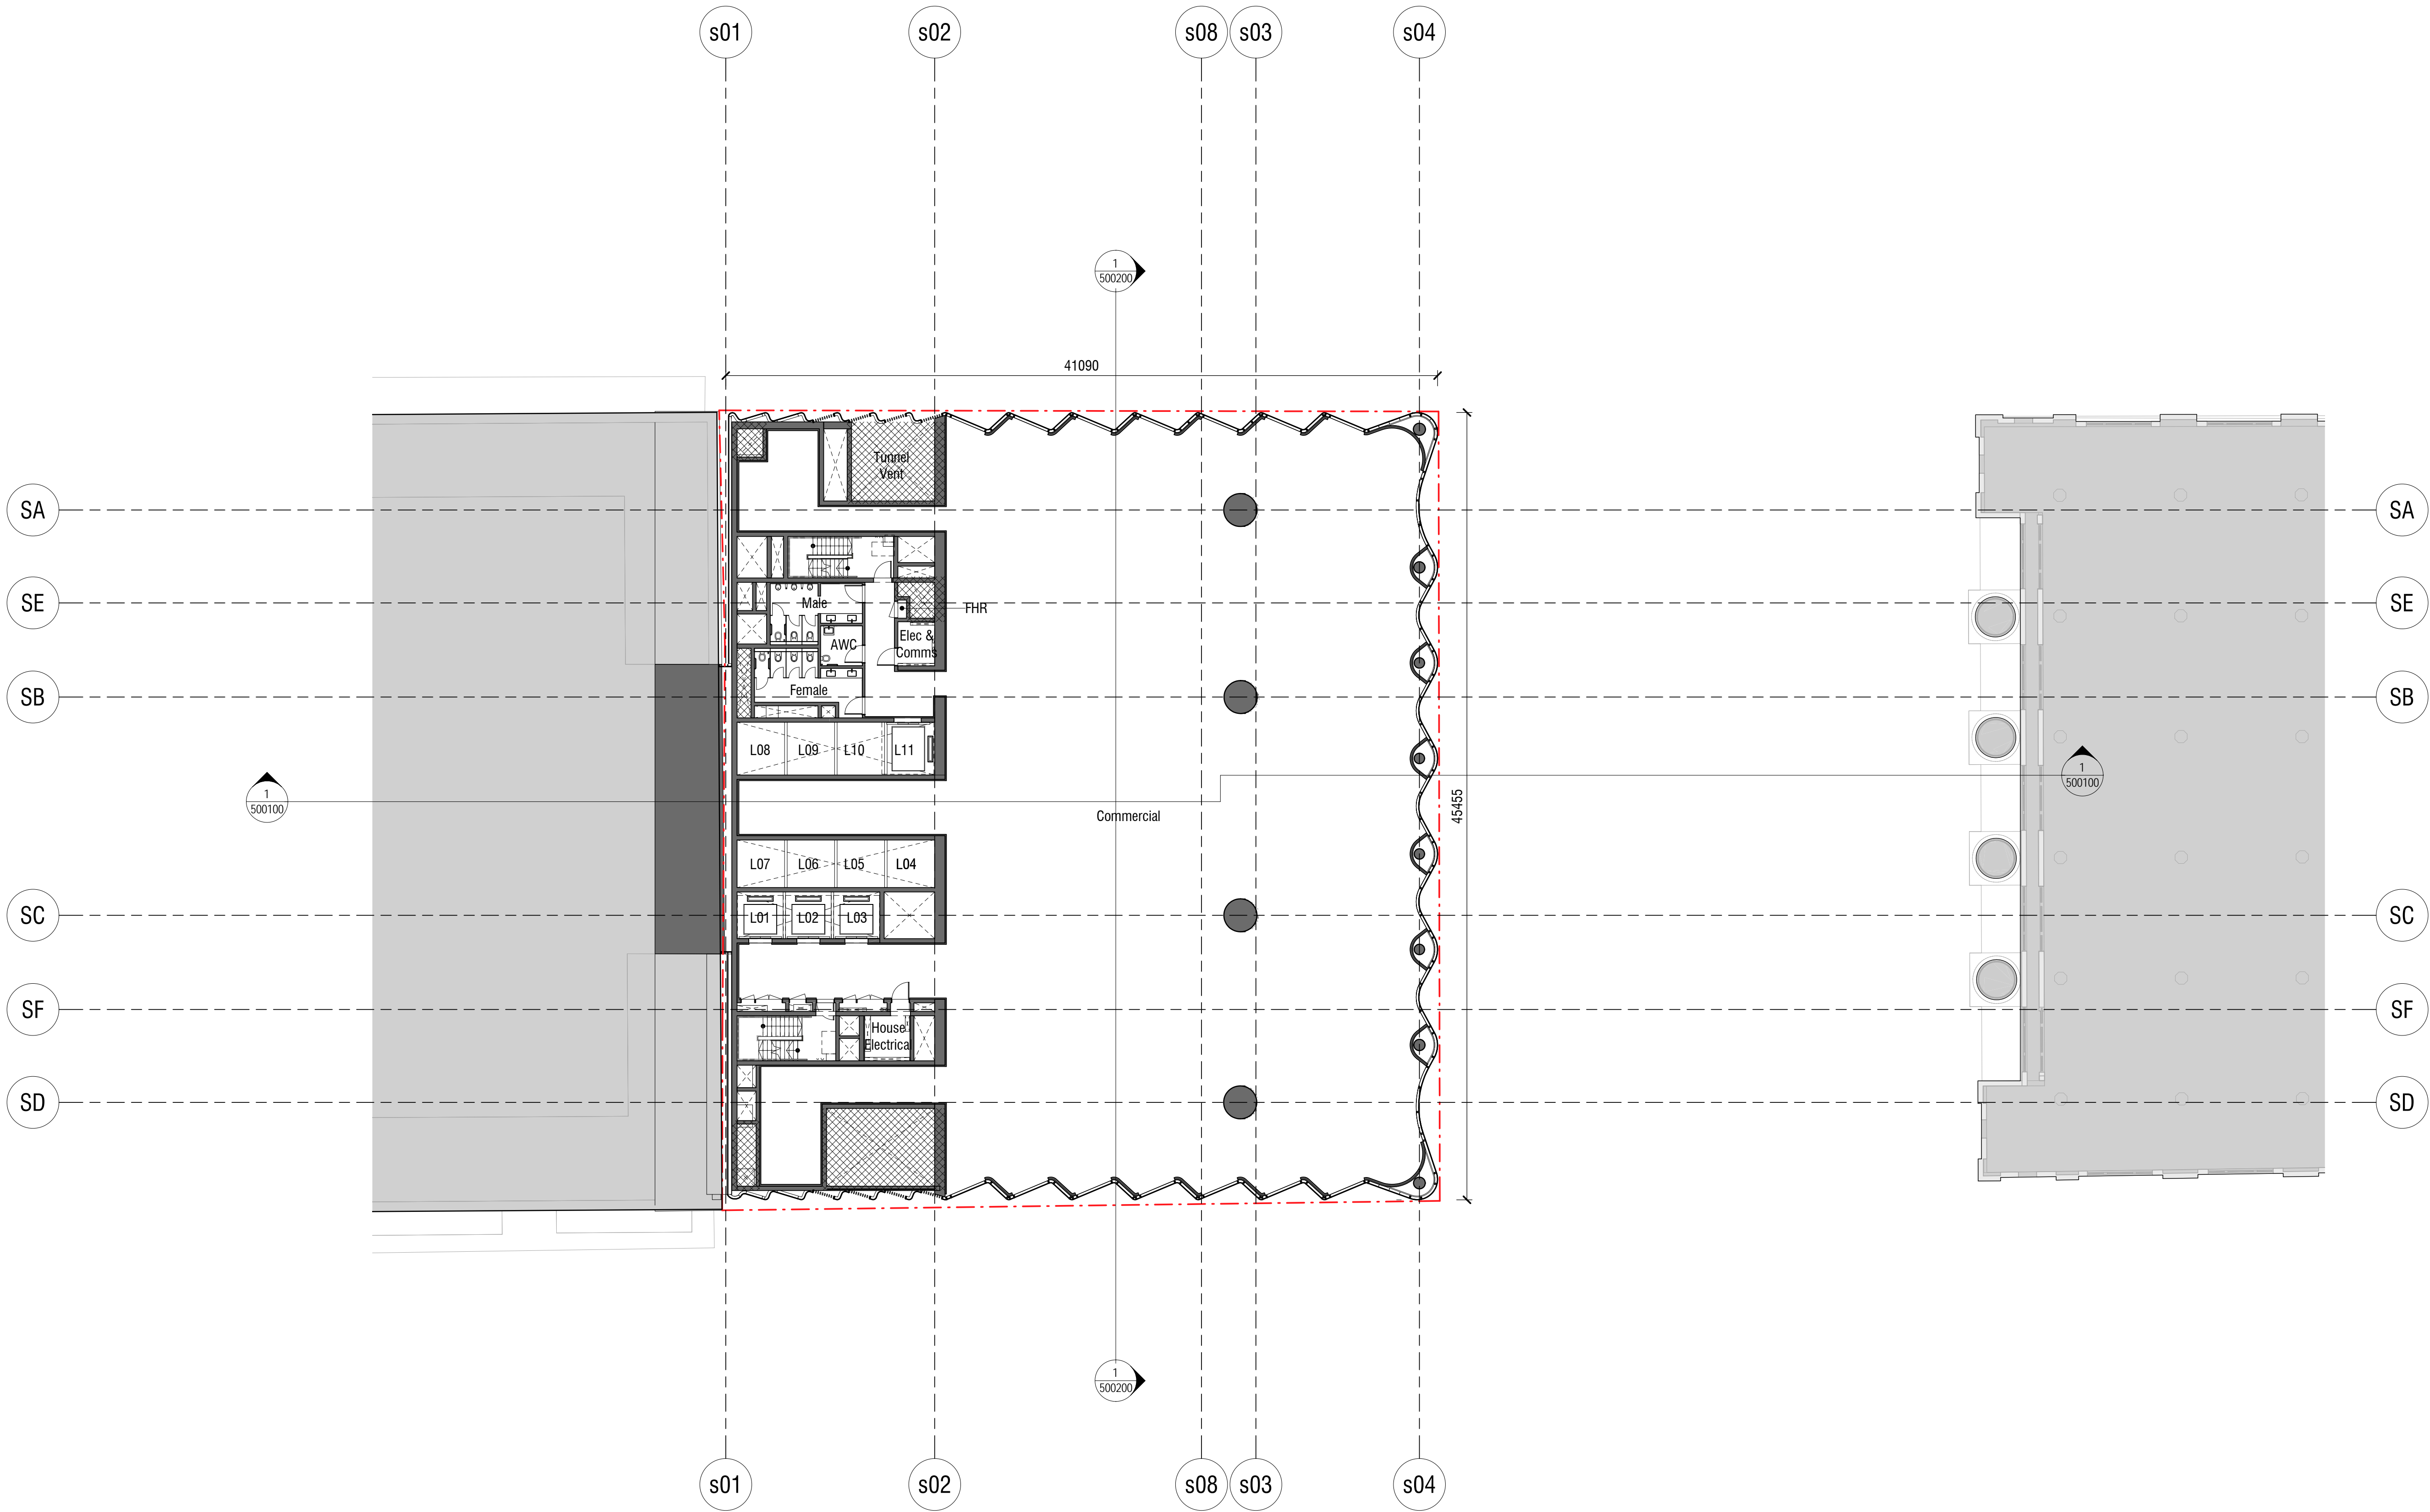 s01
s02
s08
s03
s04
1
500200
41090
Tunnel
Vent
SA
SA
SE
Male
FHR
SE
Elec &
Comms
AWC
Female
SB
SB
L08
L09
L10
L11
1
500100
1
500100
45455
Commercial
L07
L06
L05
L04
SC
L01
L02
L03
SC
SF
House
Electrical
SF
SD
SD
1
500200
s01
s02
s08
s03
s04